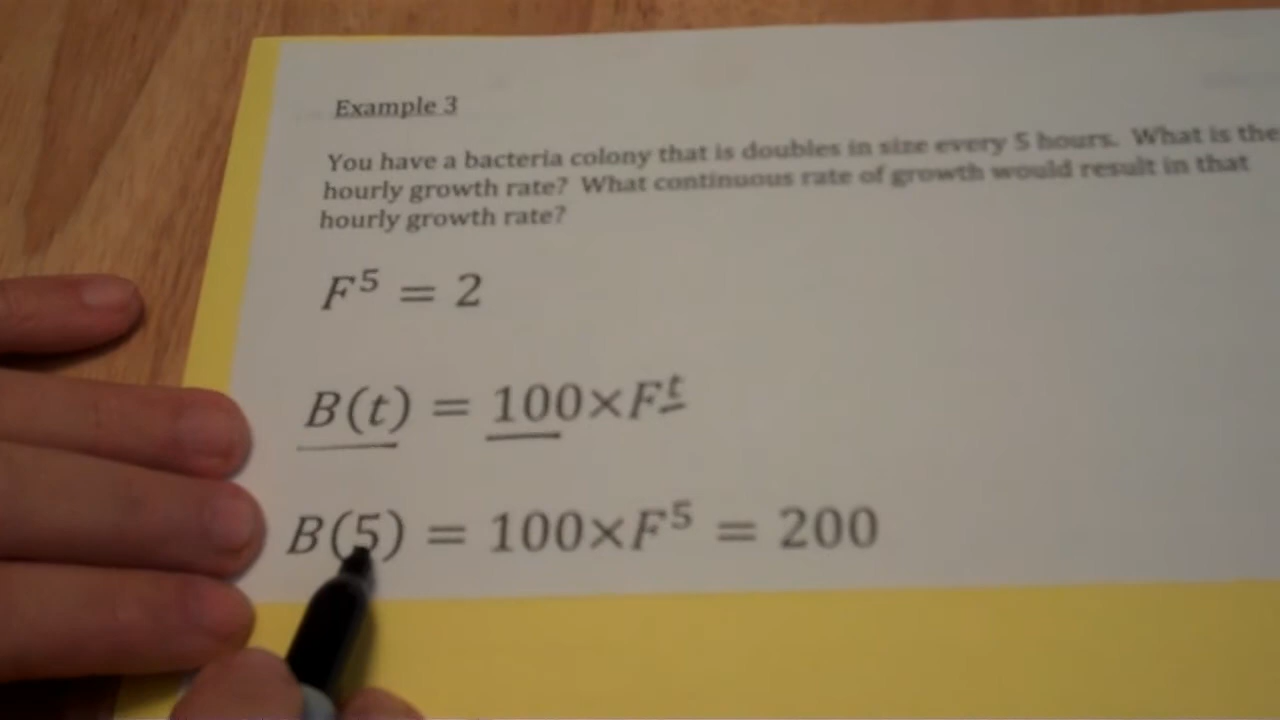 Example 3
You have a bacteria colony that is doubles in size every 5 hours. What is the
hourly growth rate? What continuous rate of growth would result in that
hourly growth rate?
F⁵ = 2
B(t) = 100×Fᵗ
B(5) = 100×F⁵ = 200